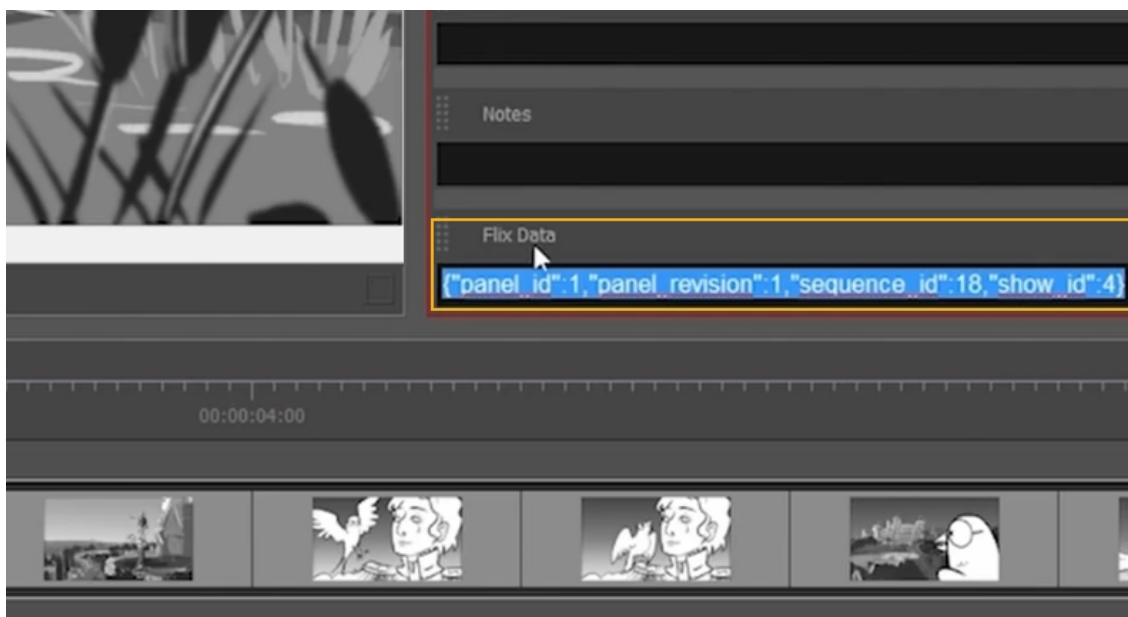 Notes
Flix Data
{"panel_id":1,"panel_revision":1,"sequence_id":18,"show_id":4}
00:00:04:00